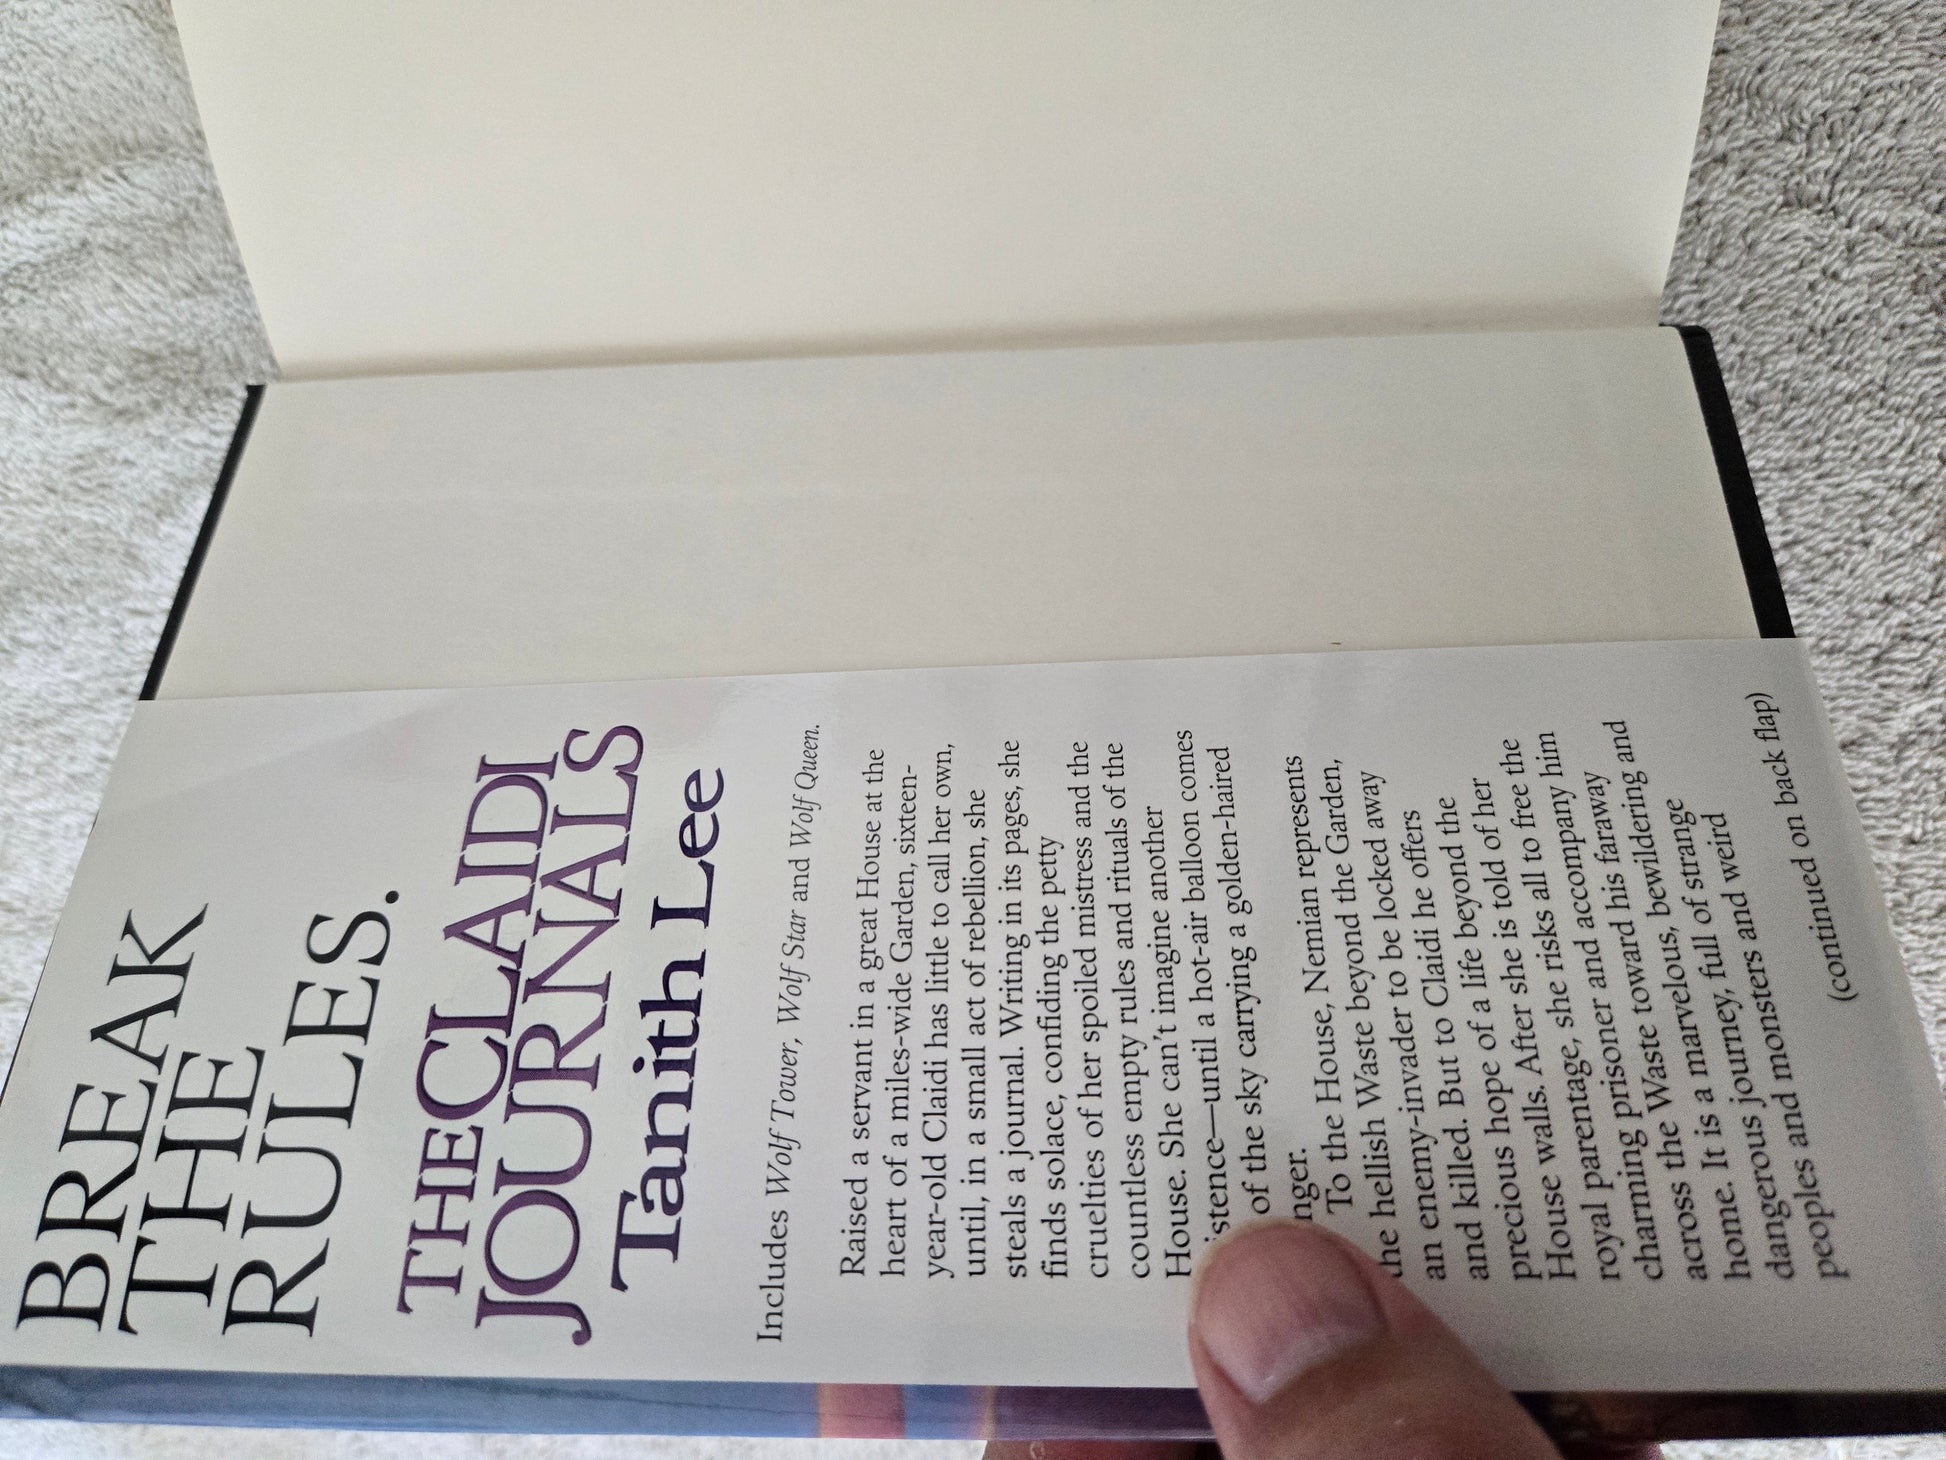 BREAK
THE
RULES.
THE CLAIDI
JOURNALS
Tanith Lee
Includes Wolf Tower, Wolf Star and Wolf Queen.
Raised a servant in a great House at the
heart of a miles-wide Garden, sixteen-
year-old Claidi has little to call her own,
until, in a small act of rebellion, she
steals a journal. Writing in its pages, she
finds solace, confiding the petty
cruelties of her spoiled mistress and the
countless empty rules and rituals of the
House. She can't imagine another
istence—until a hot-air balloon comes
of the sky carrying a golden-haired
nger.
To the House, Nemian represents
the hellish Waste beyond the Garden,
an enemy-invader to be locked away
and killed. But to Claidi he offers
precious hope of a life beyond the
House walls. After she is told of her
royal parentage, she risks all to free the
charming prisoner and accompany him
across the Waste toward his faraway
home. It is a marvelous, bewildering and
dangerous journey, full of strange
peoples and monsters and weird
(continued on back flap)